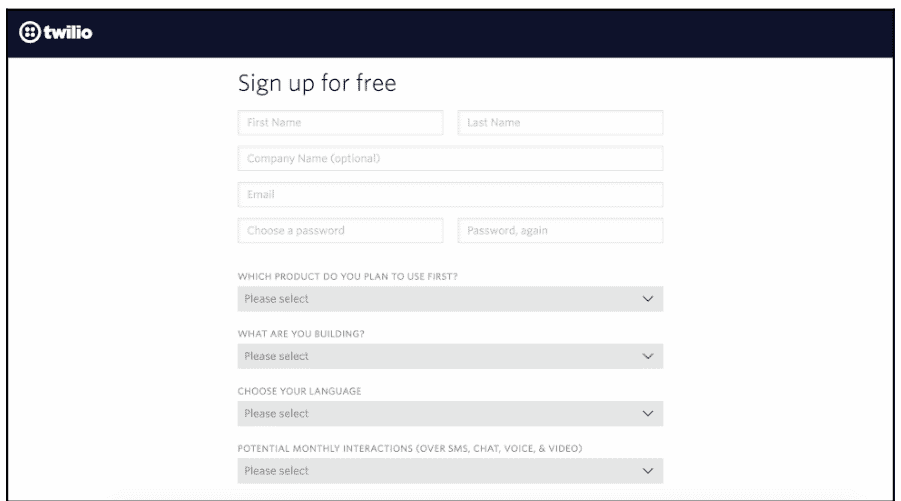 twilio
Sign up for free
First Name Last Name
Company Name (optional)
Email
Choose a password Password, again
WHICH PRODUCT DO YOU PLAN TO USE FIRST?
Please select
WHAT ARE YOU BUILDING?
Please select
CHOOSE YOUR LANGUAGE
Please select
POTENTIAL MONTHLY INTERACTIONS (OVER SMS, CHAT, VOICE, & VIDEO)
Please select